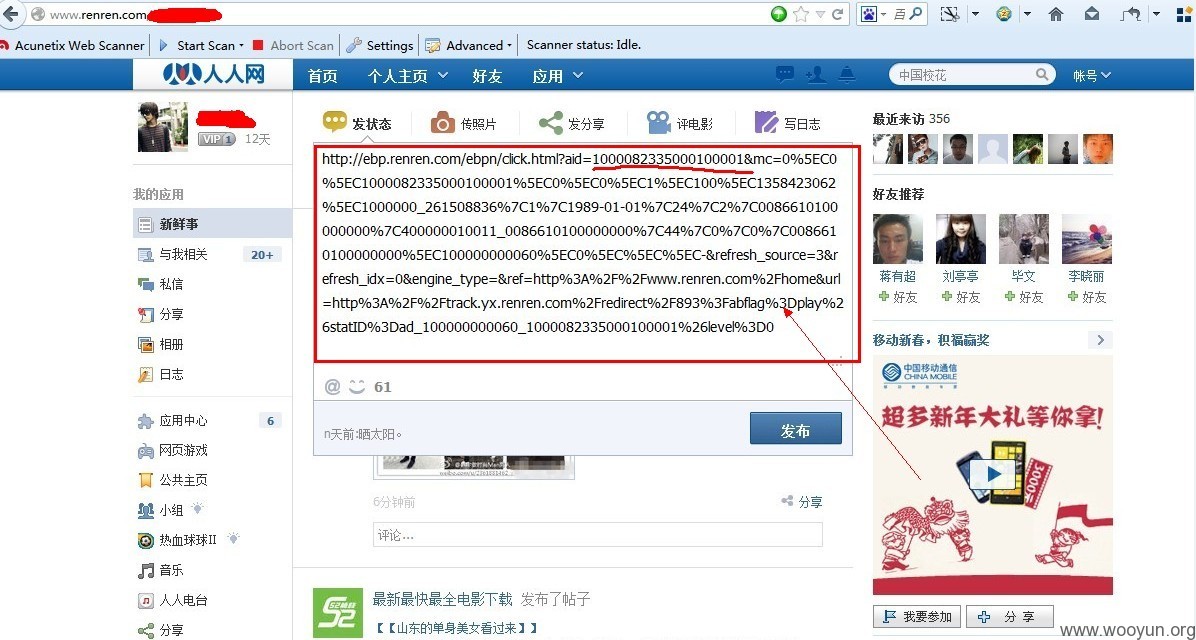 www.renren.com
百
Acunetix Web Scanner
Start Scan
Abort Scan
Settings
Advanced
Scanner status: Idle.
人人网
首页
个人主页
好友
应用
中国校花
帐号
VIP 1
12天
发状态
传照片
发分享
评电影
写日志
最近来访 356
http://ebp.renren.com/ebpn/click.html?aid=1000082335000100001&mc=0%5EC0
%5EC1000082335000100001%5EC0%5EC0%5EC1%5EC100%5EC1358423062
%5EC1000000_261508836%7C1%7C1989-01-01%7C24%7C2%7C0086610100
000000%7C400000010011_0086610100000000%7C44%7C0%7C0%7C008661
0100000000%5EC100000000060%5EC0%5EC%5EC%5EC-&refresh_source=3&r
efresh_idx=0&engine_type=&ref=http%3A%2F%2Fwww.renren.com%2Fhome&url
=http%3A%2F%2Ftrack.yx.renren.com%2Fredirect%2F893%3Fabflag%3Dplay%2
6statID%3Dad_100000000060_1000082335000100001%26level%3D0
61
n天前:晒太阳。
发布
6分钟前
分享
评论...
52
最新最快最全电影下载 发布了帖子
【【山东的单身美女看过来】】
我的应用
新鲜事
与我相关
20+
私信
分享
相册
日志
应用中心
6
网页游戏
公共主页
小组
热血球球II
音乐
人人电台
分享
好友推荐
蒋有超
刘亭亭
毕文
李晓丽
好友
好友
好友
好友
移动新春，积福赢奖
中国移动通信
CHINA MOBILE
超多新年大礼等你拿!
3000元
我要参加
分 享
www.wooyun.org